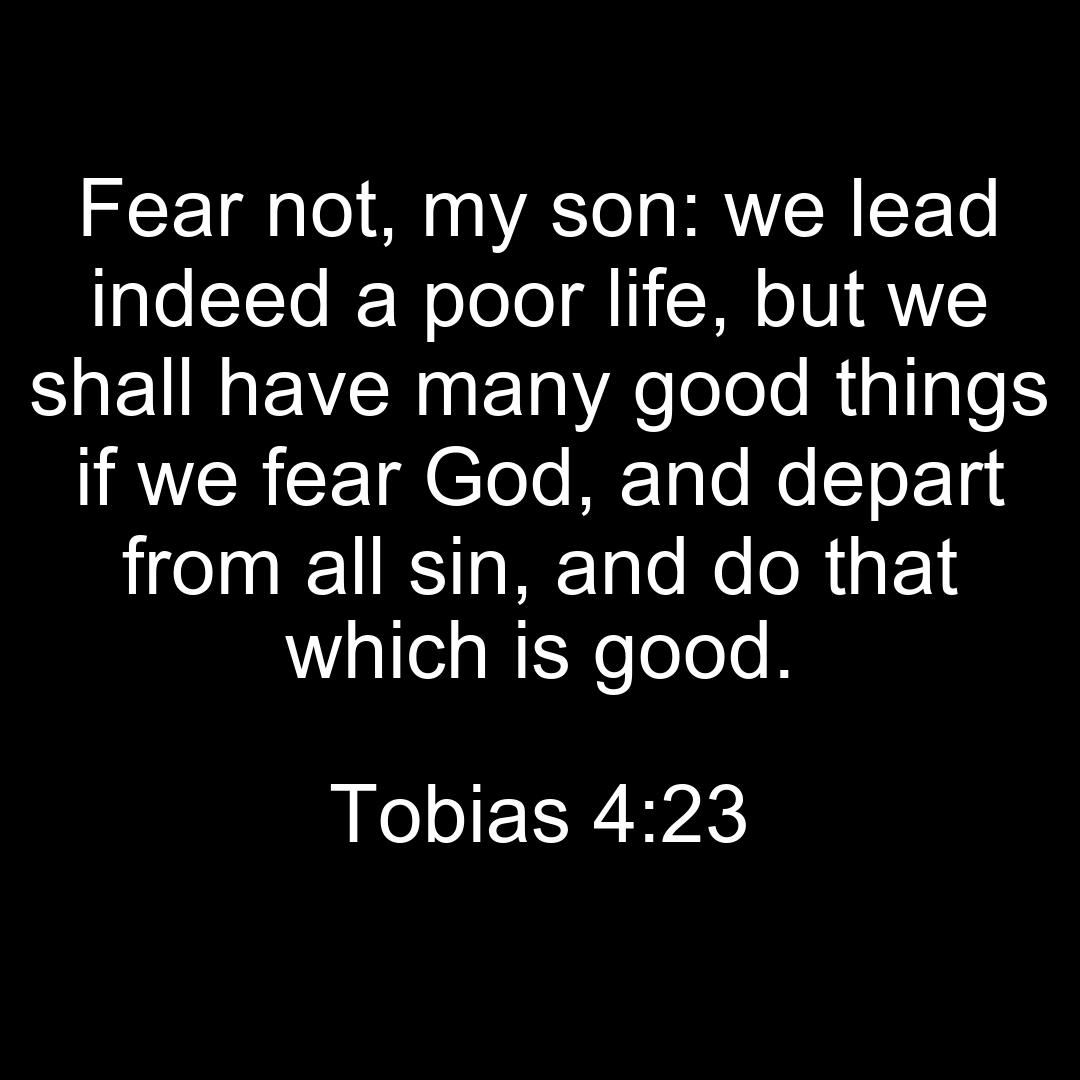 Fear not, my son: we lead
indeed a poor life, but we
shall have many good things
if we fear God, and depart
from all sin, and do that
which is good.
Tobias 4:23